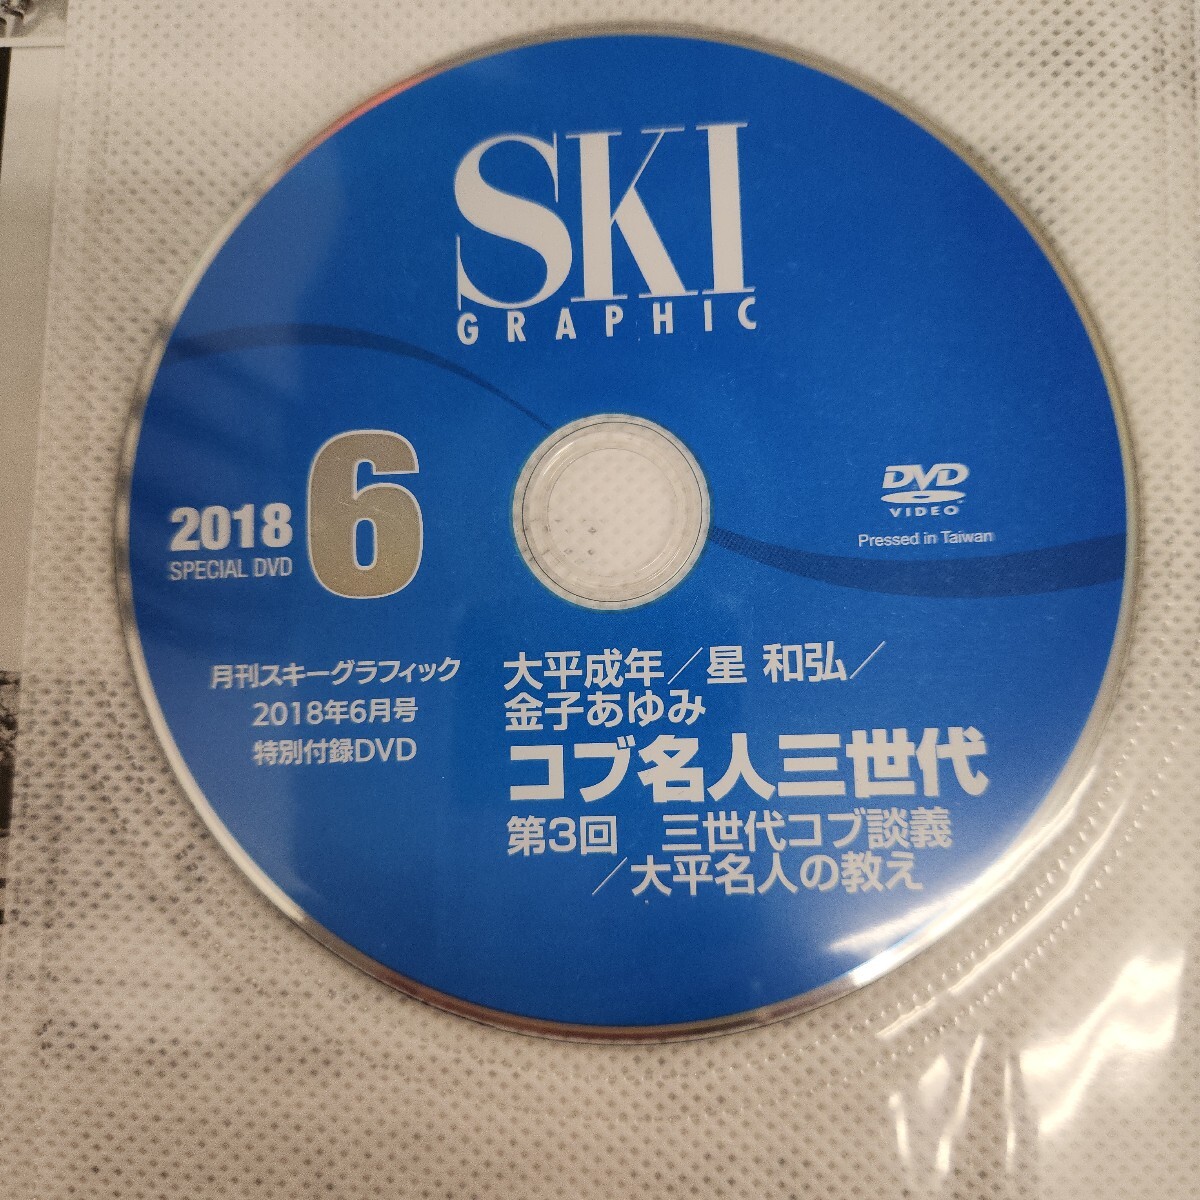 SKI
GRAPHIC
2018
SPECIAL DVD
6
DVD
VIDEO
Pressed in Taiwan
月刊スキーグラフィック
2018年6月号
特別付録DVD
大平成年／星 和弘／
金子あゆみ
コブ名人三世代
第3回　三世代コブ談義
／大平名人の教え